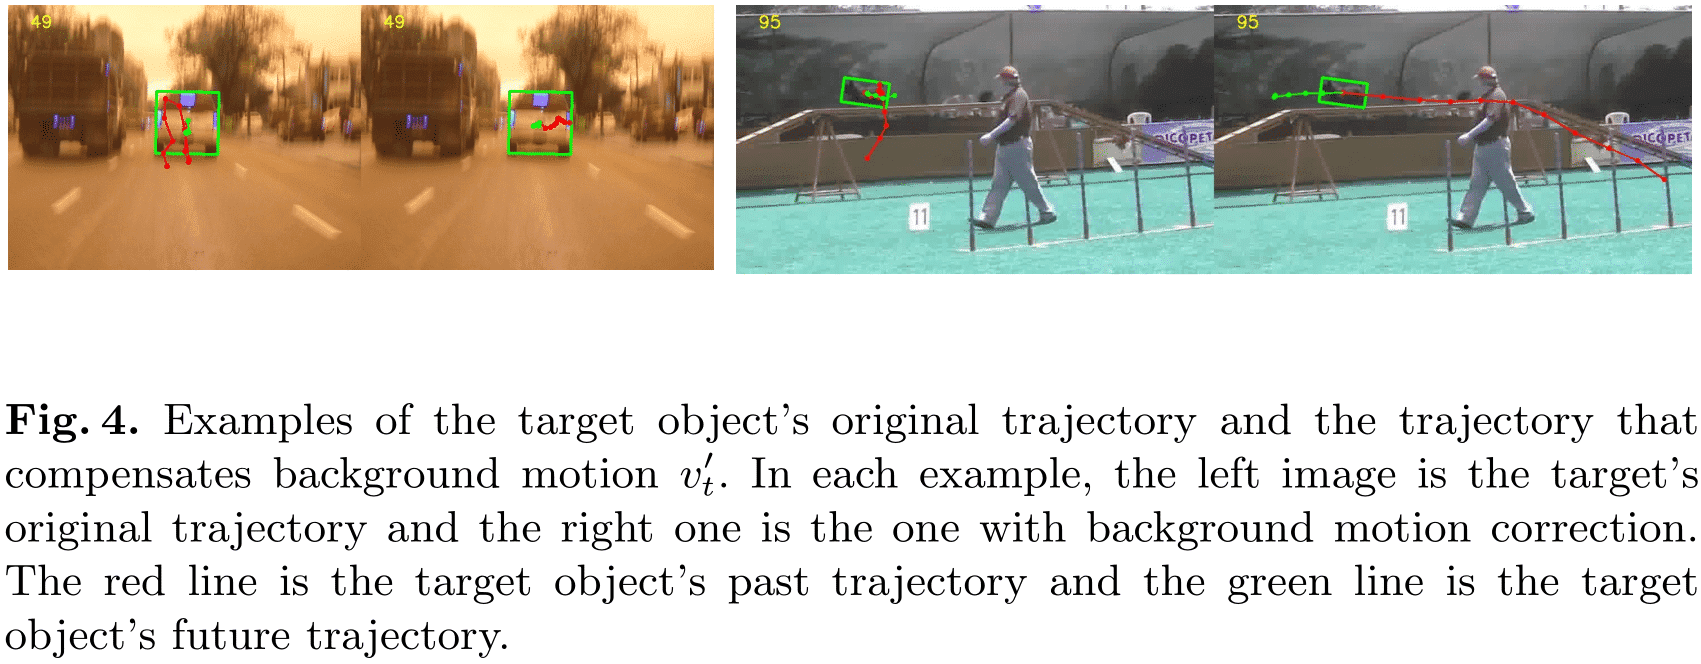 49 49 95 95
DICOPET DICOPET
11 11
Fig. 4. Examples of the target object's original trajectory and the trajectory that
compensates background motion v′ₜ. In each example, the left image is the target's
original trajectory and the right one is the one with background motion correction.
The red line is the target object's past trajectory and the green line is the target
object's future trajectory.